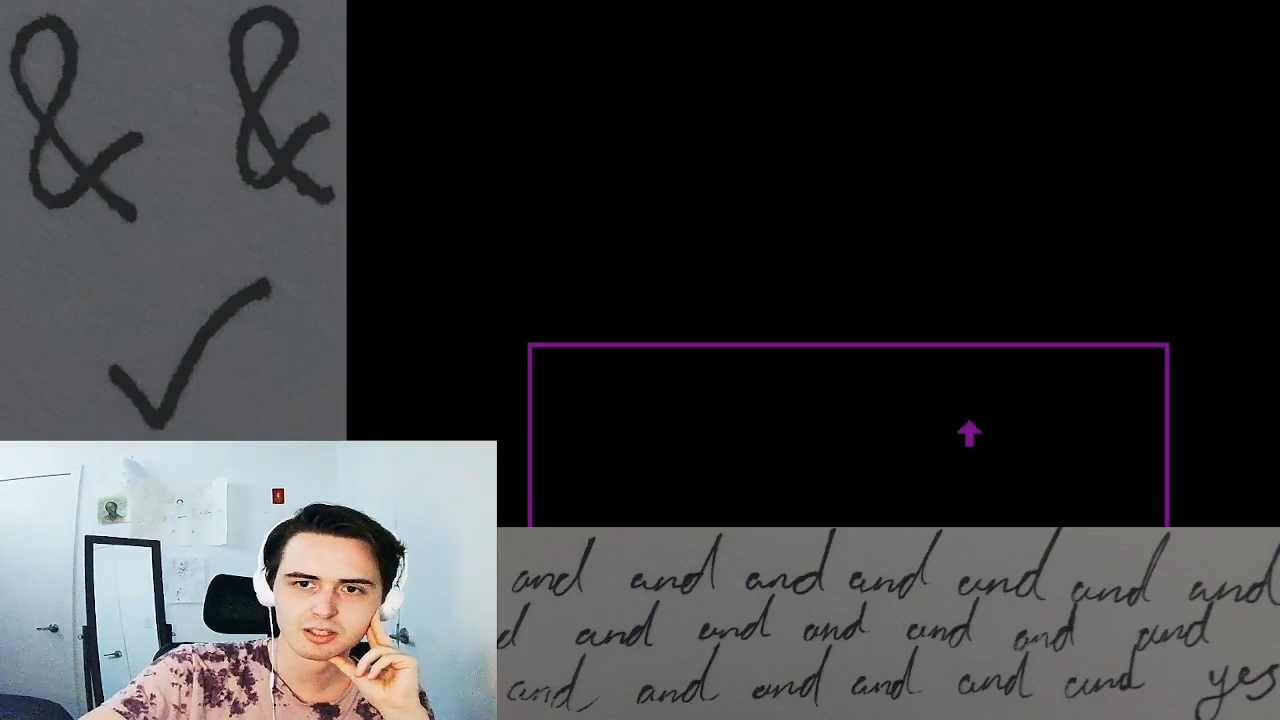 & &
✓
and and and and and and and
d and and and and and and
and and and and and and yes